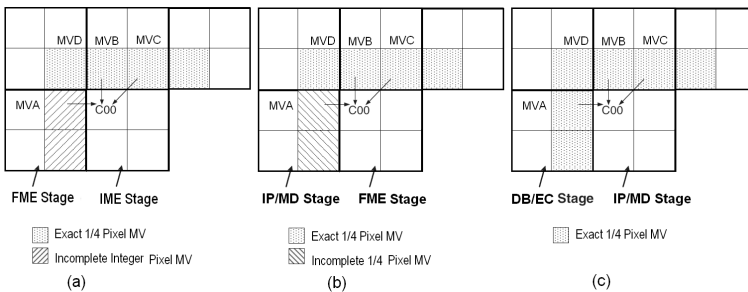 MVD MVB MVC
MVA
C00
FME Stage IME Stage
Exact 1/4 Pixel MV
Incomplete Integer Pixel MV
(a)
MVD MVB MVC
MVA
C00
IP/MD Stage FME Stage
Exact 1/4 Pixel MV
Incomplete 1/4 Pixel MV
(b)
MVD MVB MVC
MVA
C00
DB/EC Stage IP/MD Stage
Exact 1/4 Pixel MV
(c)